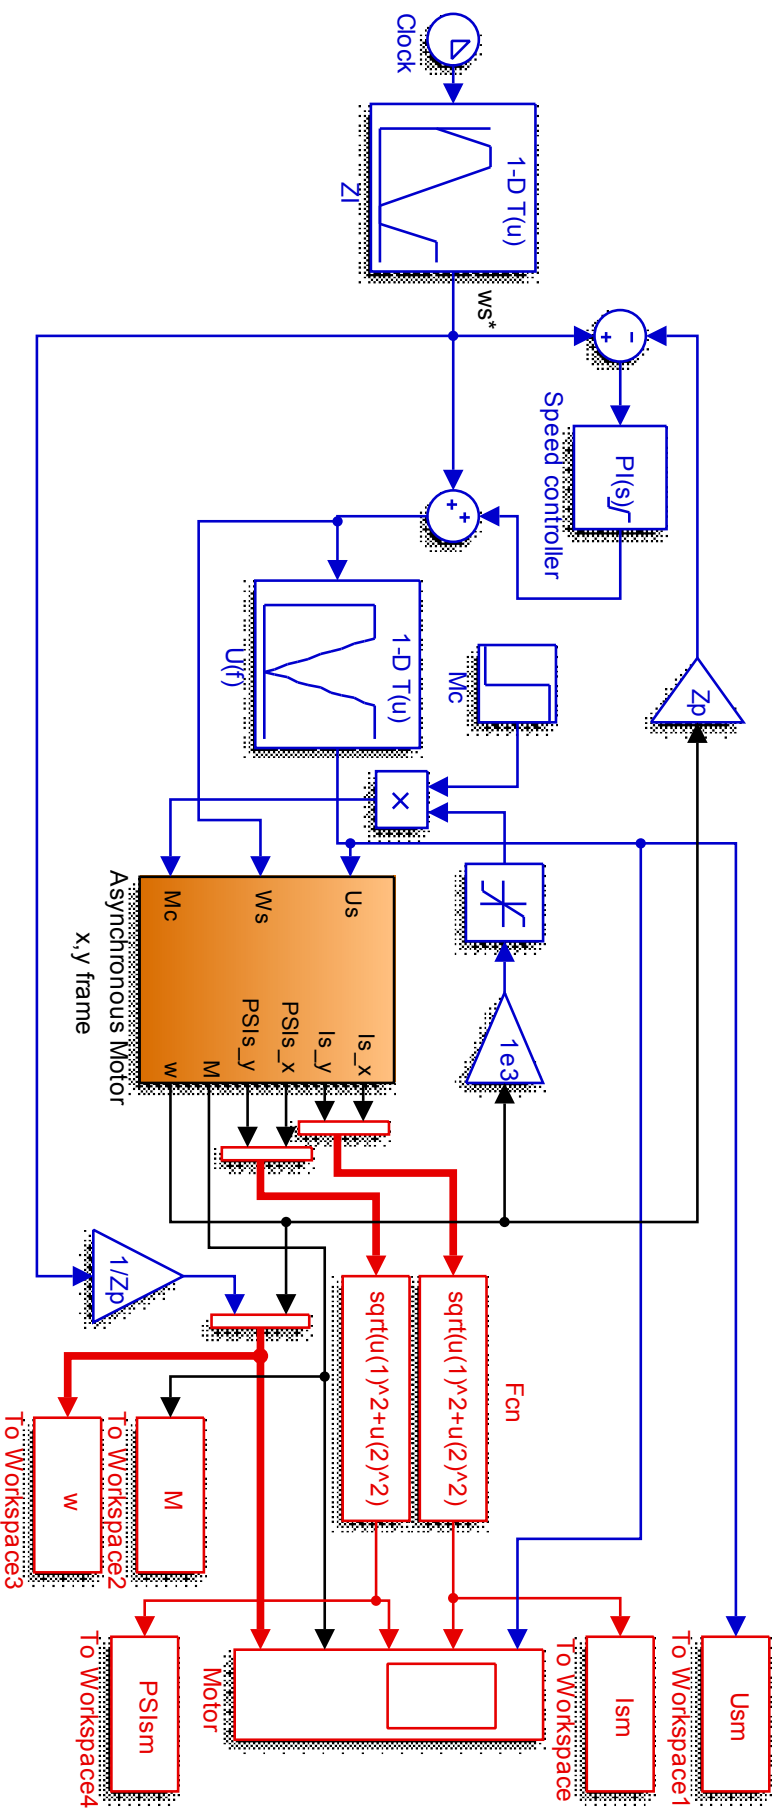 Clock
1-D T(u)
ZI
ws*
-
+
PI(s)
Speed controller
+
+
1-D T(u)
U(f)
Mc
Zp
×
1e3
Us
Ws
Mc
Is_x
Is_y
PSIs_x
PSIs_y
M
w
Asynchronous Motor
x,y frame
1/Zp
Fcn
sqrt(u(1)^2+u(2)^2)
sqrt(u(1)^2+u(2)^2)
Usm
To Workspace1
Ism
To Workspace
Motor
M
To Workspace2
w
To Workspace3
PSIsm
To Workspace4